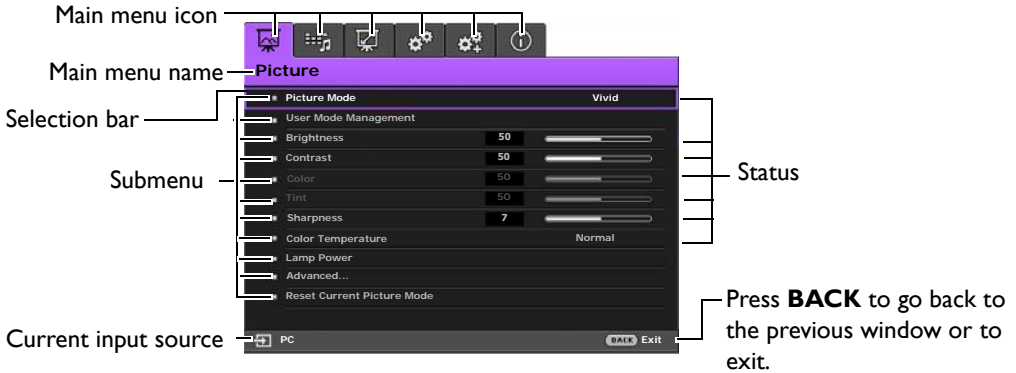 Main menu icon
Main menu name
Picture
Selection bar
Picture Mode Vivid
User Mode Management
Brightness 50
Contrast 50
Submenu
Color 50
Status
Tint 50
Sharpness 7
Color Temperature Normal
Lamp Power
Advanced...
Reset Current Picture Mode
Current input source
PC
BACK Exit
Press BACK to go back to
the previous window or to
exit.